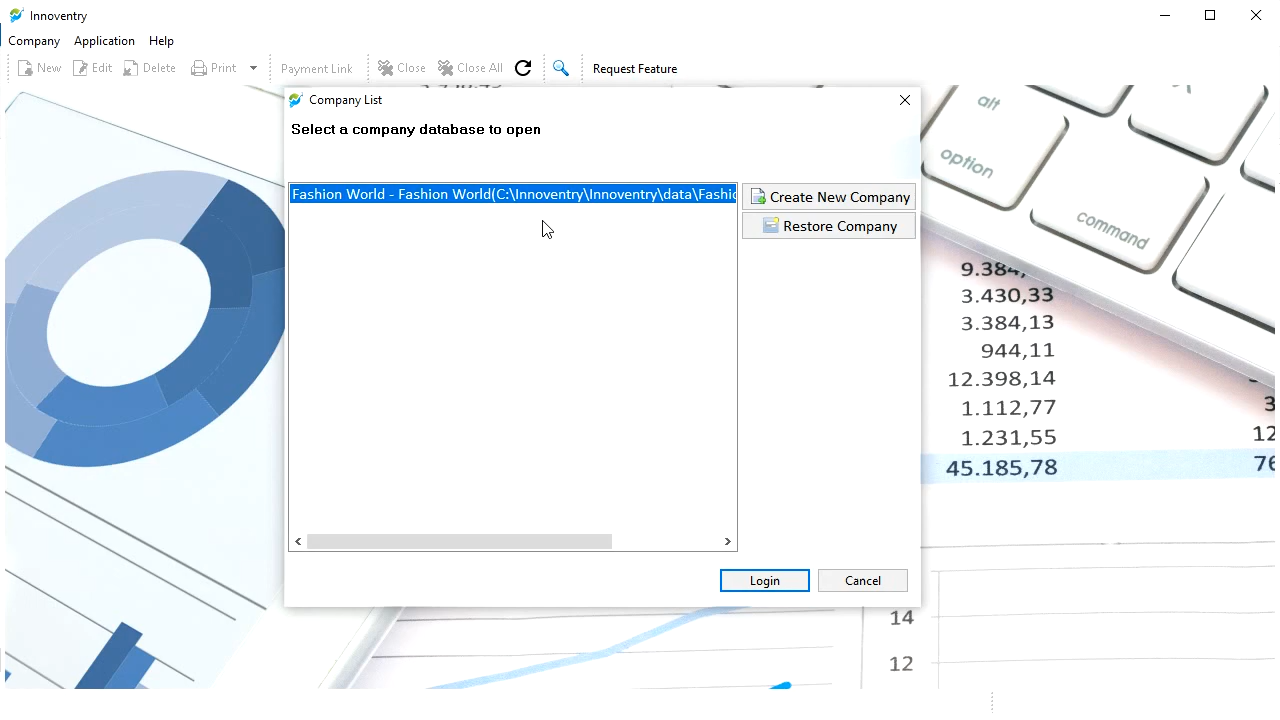 Innoventry
Company Application Help
New Edit Delete Print Payment Link Close Close All Request Feature
Company List
Select a company database to open
Fashion World - Fashion World(C:\Innoventry\Innoventry\data\Fashio
Create New Company
Restore Company
Login Cancel
alt
option
command
9.384,
3.430,33
3.384,13
944,11
12.398,14
1.112,77
1.231,55
12
45.185,78
76
14
12